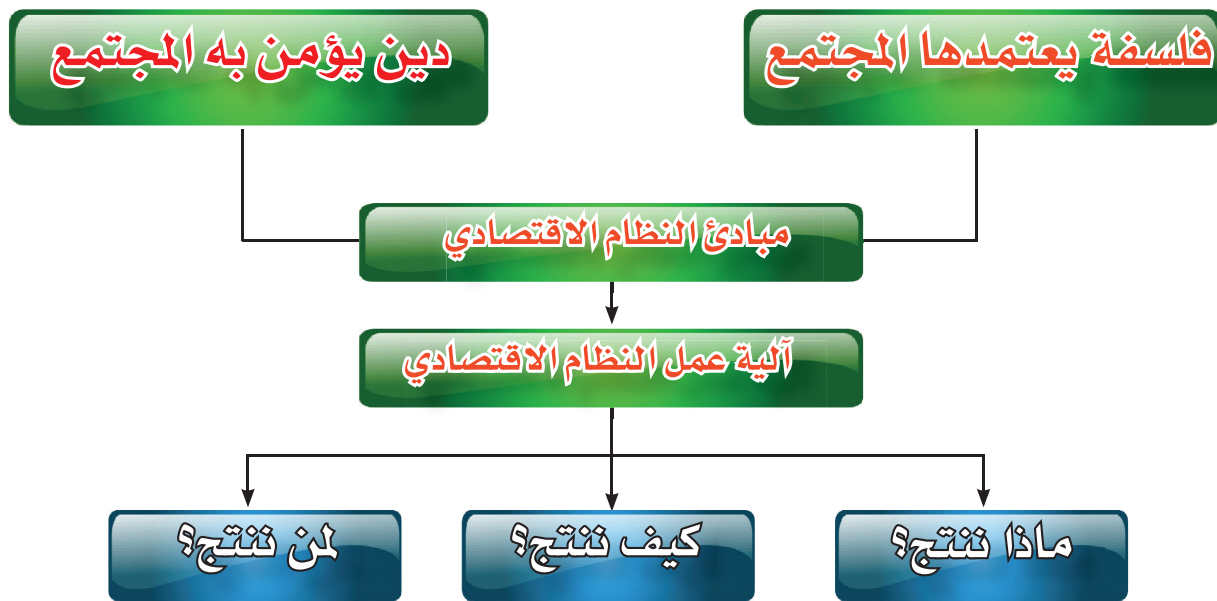 فلسفة يعتمدها المجتمع
دين يؤمن به المجتمع
مبادئ النظام الاقتصادي
آلية عمل النظام الاقتصادي
ماذا ننتج؟
كيف ننتج؟
لمن ننتج؟